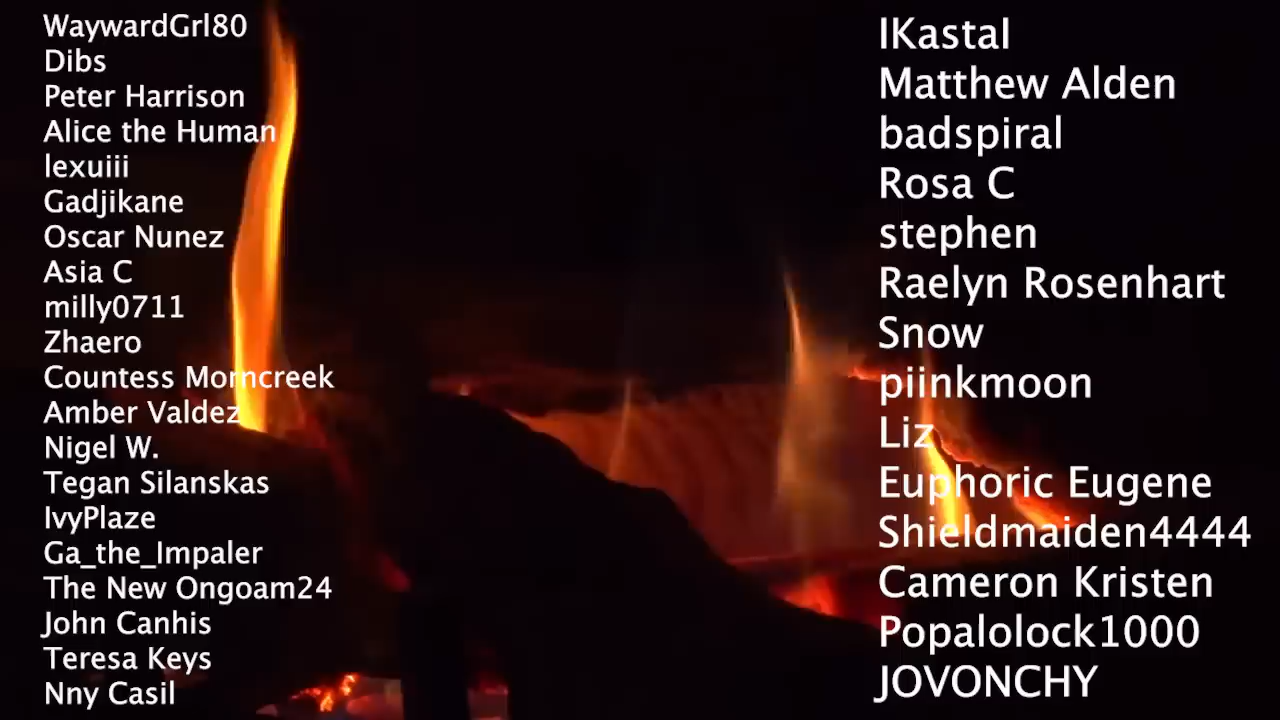 WaywardGrl80
Dibs
Peter Harrison
Alice the Human
lexuiii
Gadjikane
Oscar Nunez
Asia C
milly0711
Zhaero
Countess Morncreek
Amber Valdez
Nigel W.
Tegan Silanskas
IvyPlaze
Ga_the_Impaler
The New Ongoam24
John Canhis
Teresa Keys
Nny Casil
IKastal
Matthew Alden
badspiral
Rosa C
stephen
Raelyn Rosenhart
Snow
piinkmoon
Liz
Euphoric Eugene
Shieldmaiden4444
Cameron Kristen
Popalolock1000
JOVONCHY